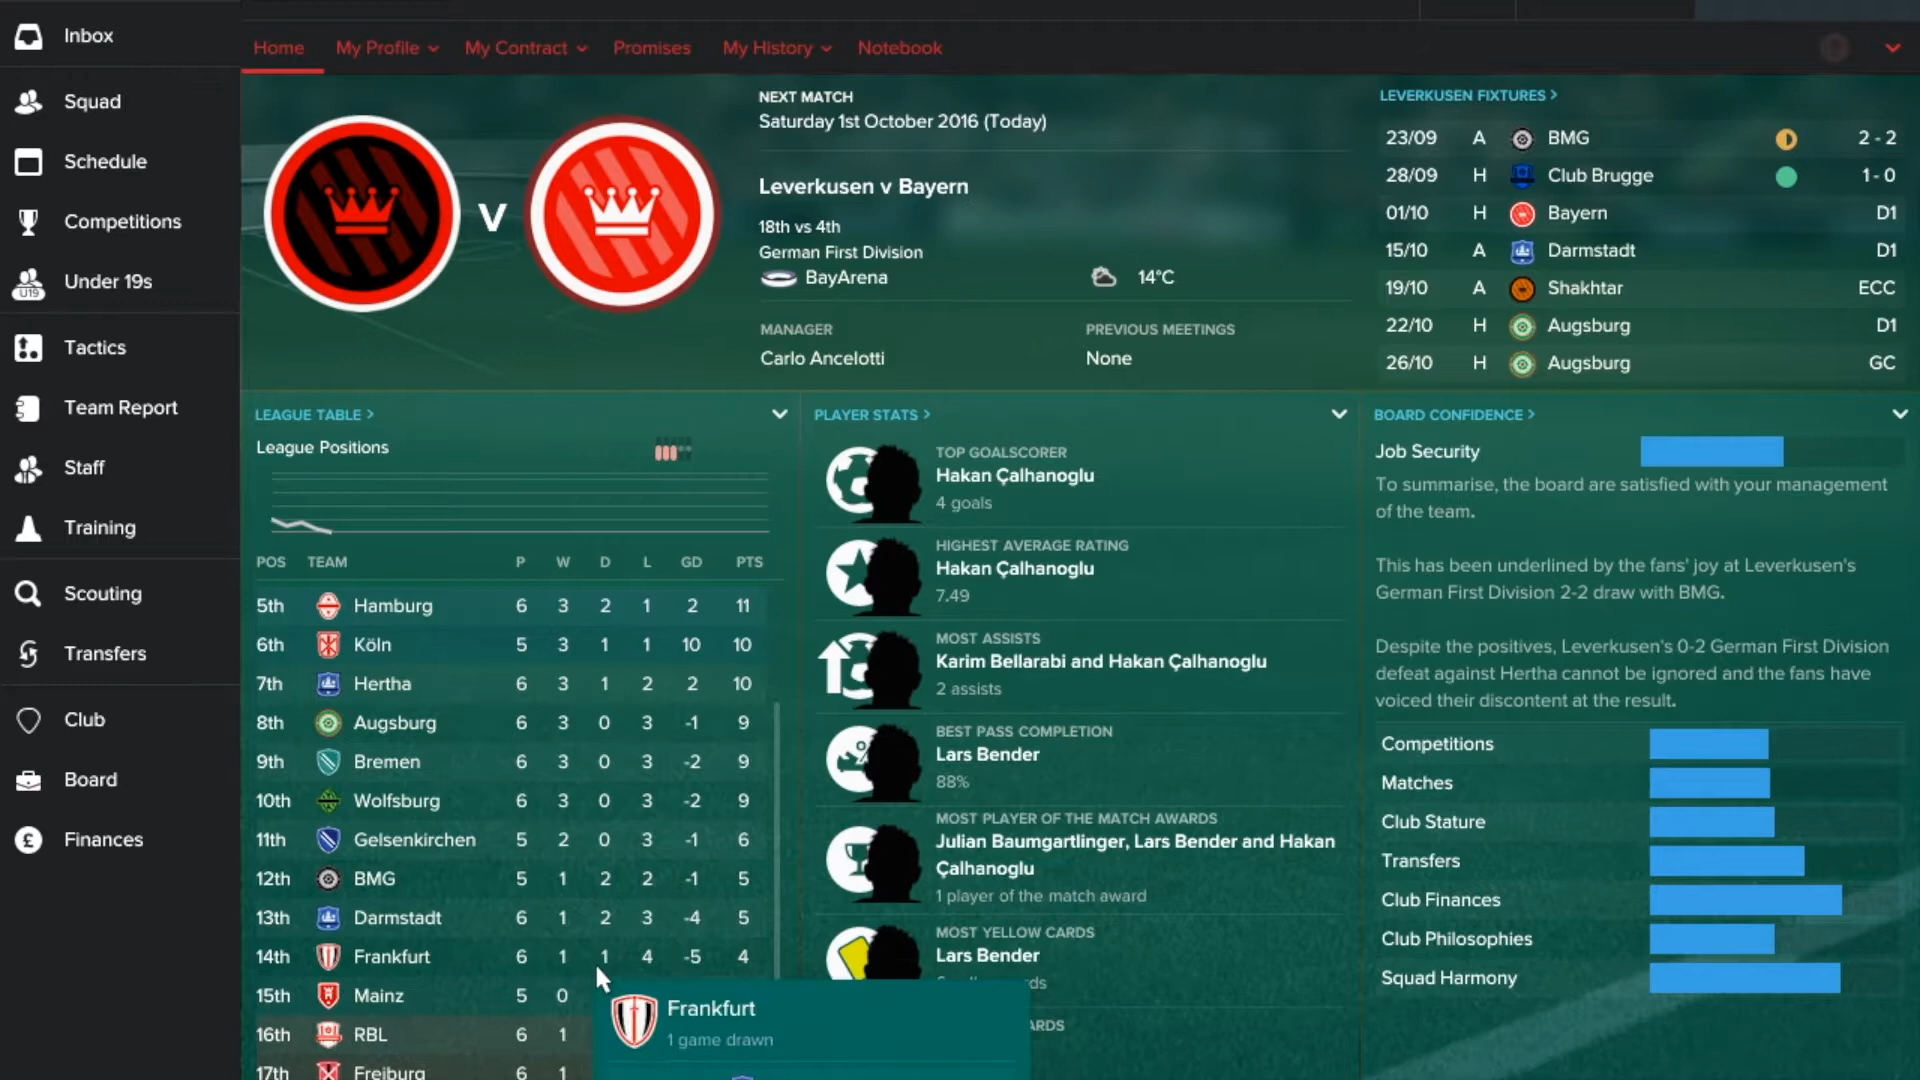 Inbox
Squad
Schedule
Competitions
U19
Under 19s
Tactics
Team Report
Staff
Training
Scouting
Transfers
Club
Board
£
Finances
Home
My Profile
My Contract
Promises
My History
Notebook
V
NEXT MATCH
Saturday 1st October 2016 (Today)
Leverkusen v Bayern
18th vs 4th
German First Division
BayArena
14°C
MANAGER
Carlo Ancelotti
PREVIOUS MEETINGS
None
LEVERKUSEN FIXTURES >
23/09 A BMG 2 - 2
28/09 H Club Brugge 1 - 0
01/10 H Bayern D1
15/10 A Darmstadt D1
19/10 A Shakhtar ECC
22/10 H Augsburg D1
26/10 H Augsburg GC
LEAGUE TABLE >
League Positions
POS TEAM P W D L GD PTS
5th Hamburg 6 3 2 1 2 11
6th Köln 5 3 1 1 10 10
7th Hertha 6 3 1 2 2 10
8th Augsburg 6 3 0 3 -1 9
9th Bremen 6 3 0 3 -2 9
10th Wolfsburg 6 3 0 3 -2 9
11th Gelsenkirchen 5 2 0 3 -1 6
12th BMG 5 1 2 2 -1 5
13th Darmstadt 6 1 2 3 -4 5
14th Frankfurt 6 1 1 4 -5 4
15th Mainz 5 0
16th RBL 6 1
17th Freiburg 6 1
Frankfurt
1 game drawn
PLAYER STATS >
TOP GOALSCORER
Hakan Çalhanoglu
4 goals
HIGHEST AVERAGE RATING
Hakan Çalhanoglu
7.49
MOST ASSISTS
Karim Bellarabi and Hakan Çalhanoglu
2 assists
BEST PASS COMPLETION
Lars Bender
88%
MOST PLAYER OF THE MATCH AWARDS
Julian Baumgartlinger, Lars Bender and Hakan
Çalhanoglu
1 player of the match award
MOST YELLOW CARDS
Lars Bender
BOARD CONFIDENCE >
Job Security
To summarise, the board are satisfied with your management
of the team.
This has been underlined by the fans' joy at Leverkusen's
German First Division 2-2 draw with BMG.
Despite the positives, Leverkusen's 0-2 German First Division
defeat against Hertha cannot be ignored and the fans have
voiced their discontent at the result.
Competitions
Matches
Club Stature
Transfers
Club Finances
Club Philosophies
Squad Harmony